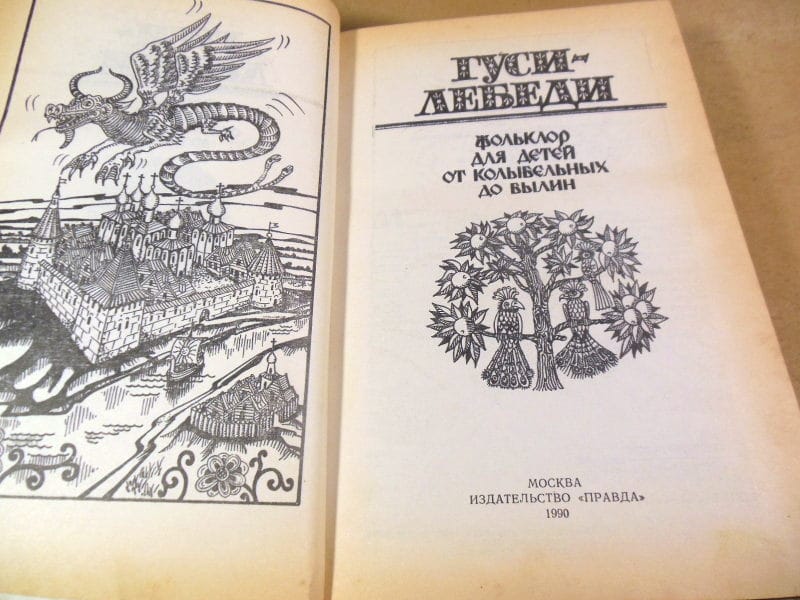 ГУСИ-
ЛЕБЕДИ
ФОЛЬКЛОР
ДЛЯ ДЕТЕЙ
ОТ КОЛЫБЕЛЬНЫХ
ДО БЫЛИН
МОСКВА
ИЗДАТЕЛЬСТВО «ПРАВДА»
1990